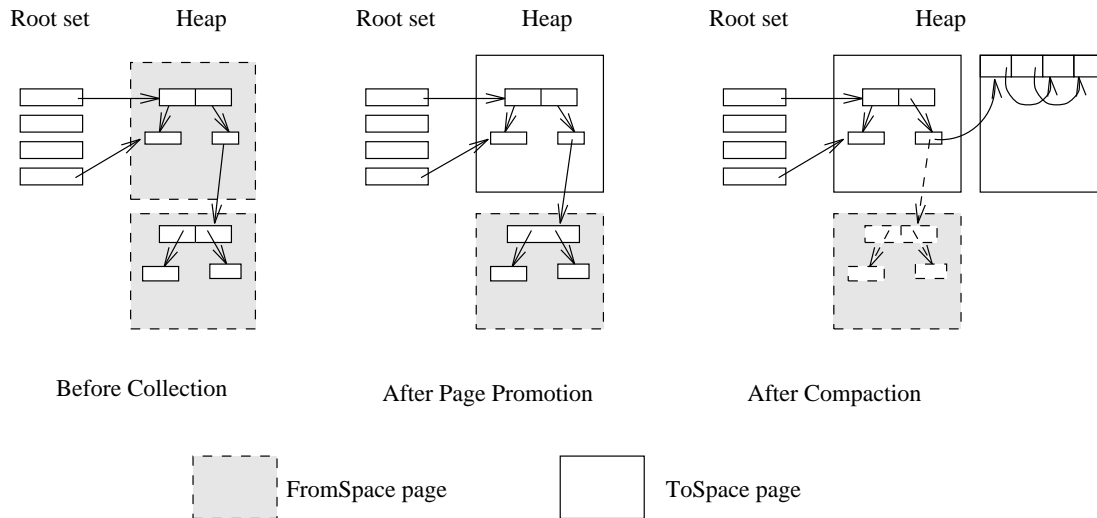 Root set Heap Root set Heap Root set Heap
Before Collection After Page Promotion After Compaction
FromSpace page ToSpace page